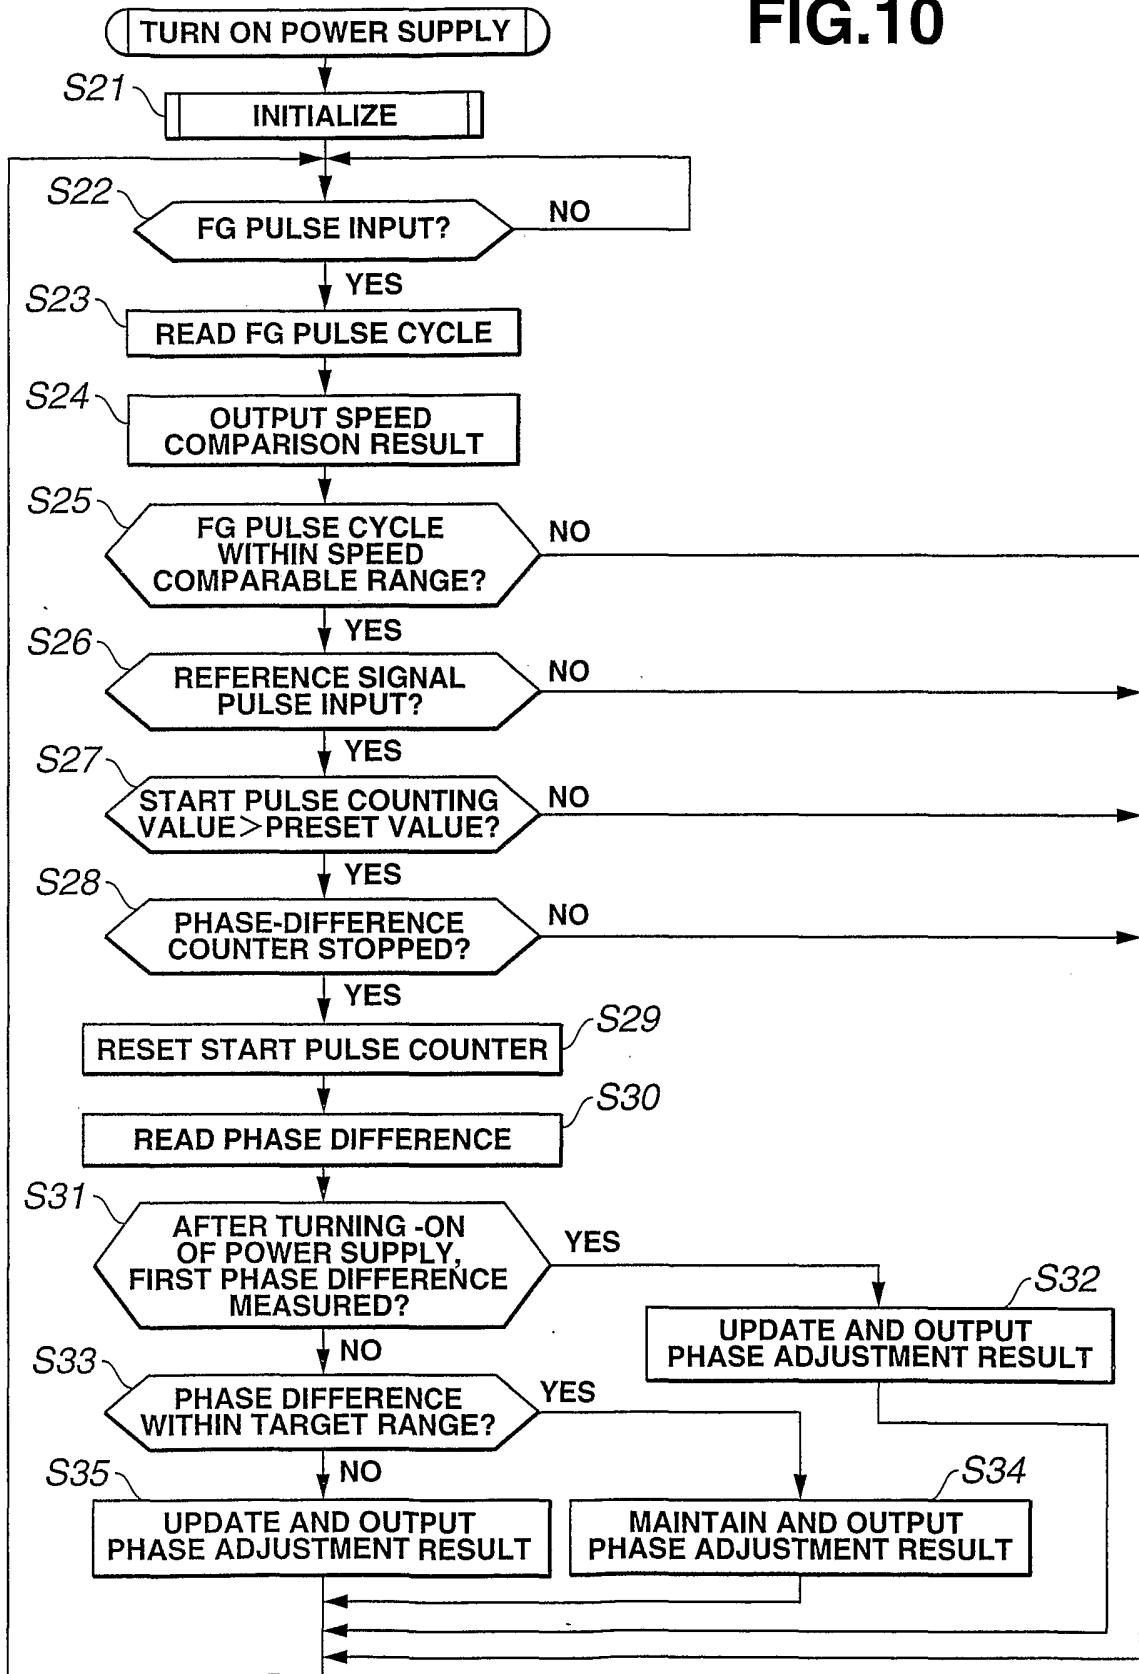 FIG.10
TURN ON POWER SUPPLY
S21
INITIALIZE
S22
FG PULSE INPUT?
NO
YES
S23
READ FG PULSE CYCLE
S24
OUTPUT SPEED
COMPARISON RESULT
S25
FG PULSE CYCLE
WITHIN SPEED
COMPARABLE RANGE?
NO
YES
S26
REFERENCE SIGNAL
PULSE INPUT?
NO
YES
S27
START PULSE COUNTING
VALUE>PRESET VALUE?
NO
YES
S28
PHASE-DIFFERENCE
COUNTER STOPPED?
NO
YES
S29
RESET START PULSE COUNTER
S30
READ PHASE DIFFERENCE
S31
AFTER TURNING -ON
OF POWER SUPPLY,
FIRST PHASE DIFFERENCE
MEASURED?
YES
S32
UPDATE AND OUTPUT
PHASE ADJUSTMENT RESULT
NO
S33
PHASE DIFFERENCE
WITHIN TARGET RANGE?
YES
NO
S35
UPDATE AND OUTPUT
PHASE ADJUSTMENT RESULT
S34
MAINTAIN AND OUTPUT
PHASE ADJUSTMENT RESULT